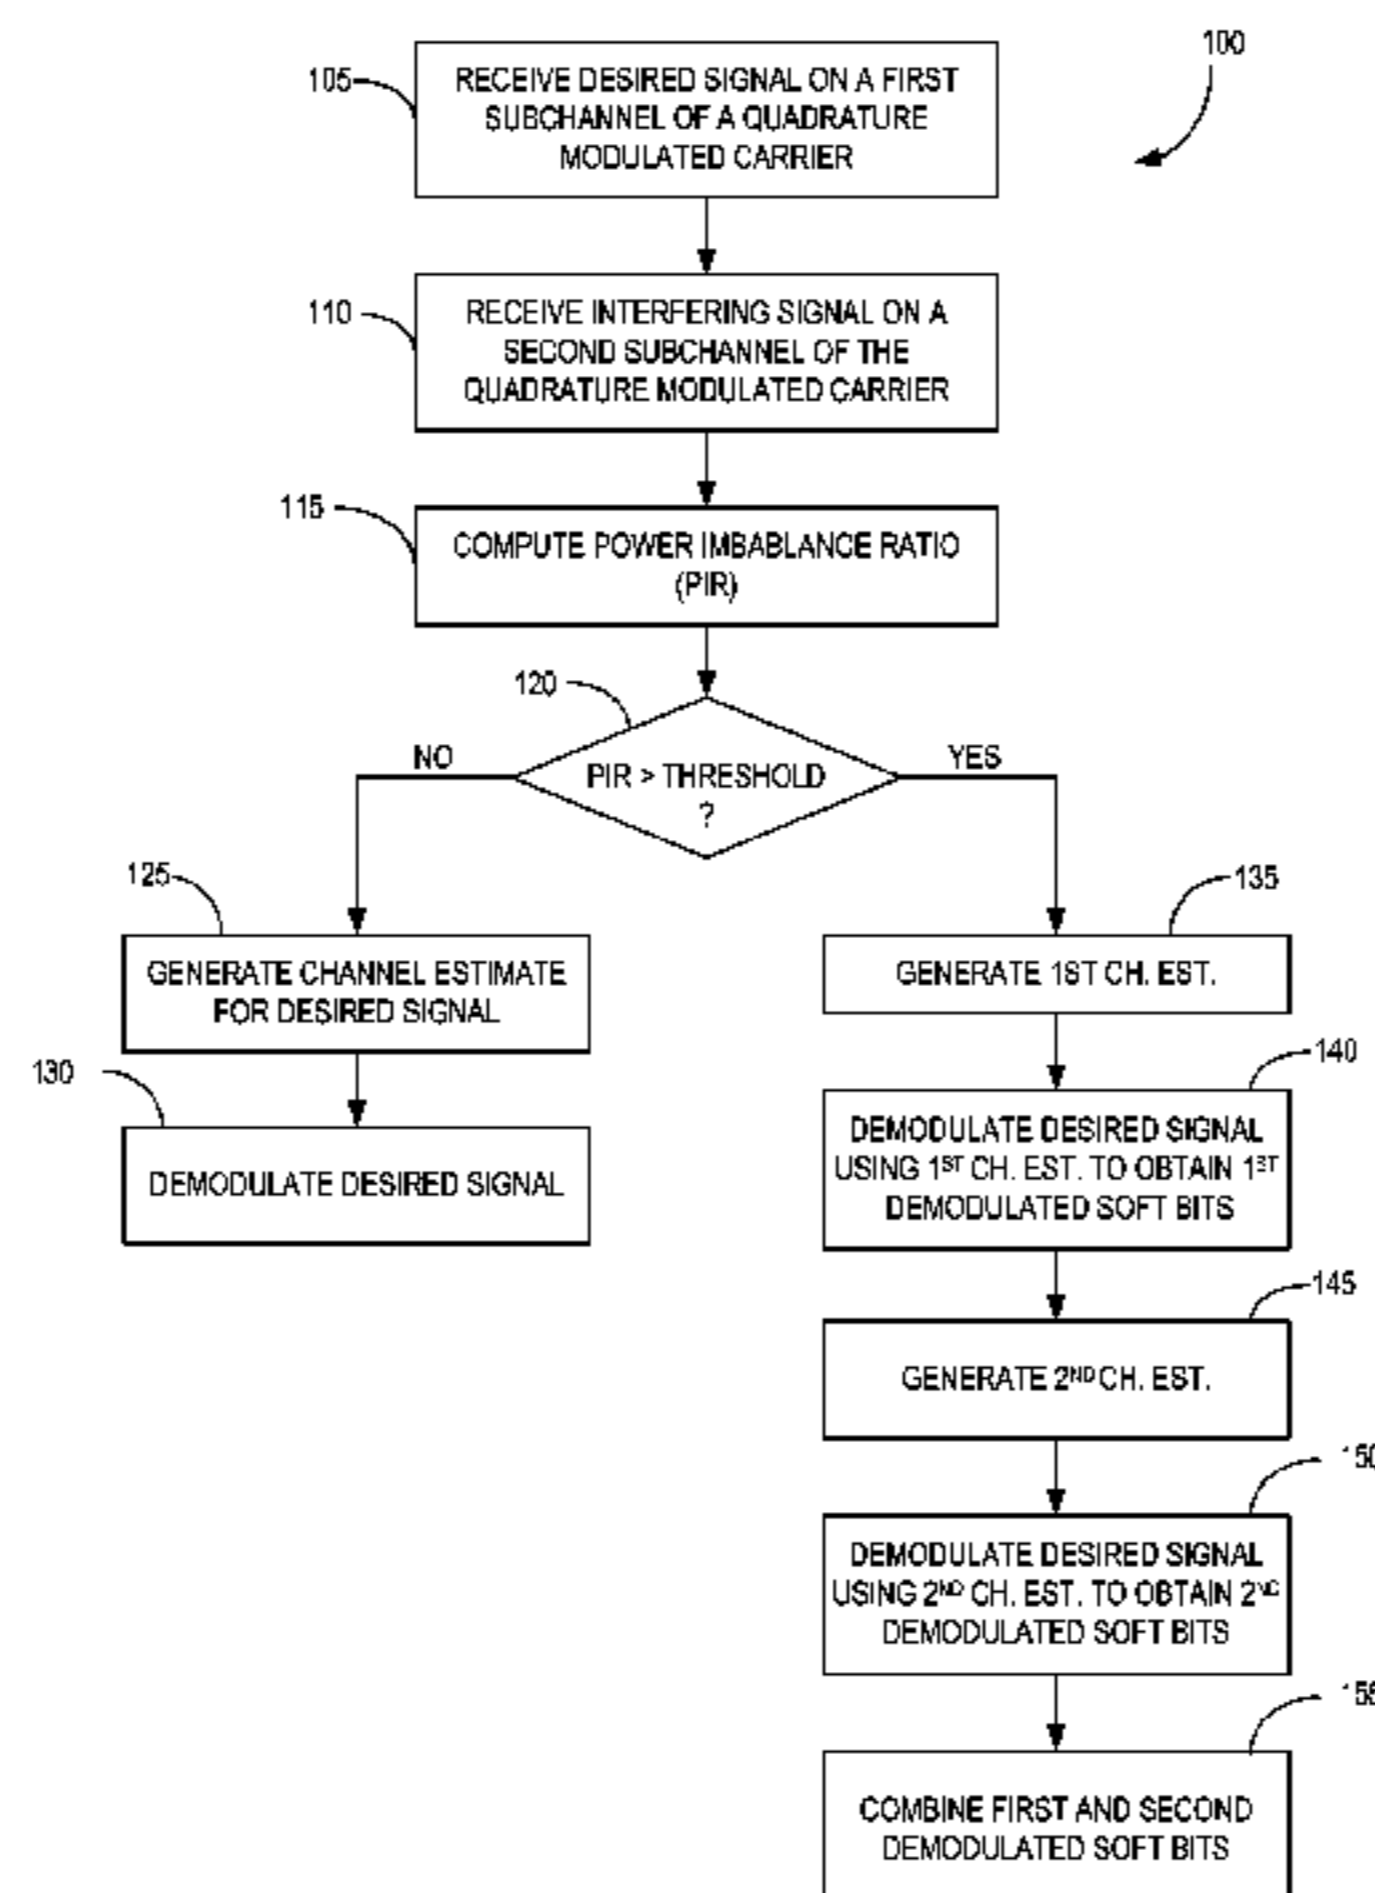 100
105
RECEIVE DESIRED SIGNAL ON A FIRST
SUBCHANNEL OF A QUADRATURE
MODULATED CARRIER
110
RECEIVE INTERFERING SIGNAL ON A
SECOND SUBCHANNEL OF THE
QUADRATURE MODULATED CARRIER
115
COMPUTE POWER IMBABLANCE RATIO
(PIR)
120
PIR > THRESHOLD
?
NO
YES
125
GENERATE CHANNEL ESTIMATE
FOR DESIRED SIGNAL
130
DEMODULATE DESIRED SIGNAL
135
GENERATE 1ST CH. EST.
140
DEMODULATE DESIRED SIGNAL
USING 1ST CH. EST. TO OBTAIN 1ST
DEMODULATED SOFT BITS
145
GENERATE 2ND CH. EST.
150
DEMODULATE DESIRED SIGNAL
USING 2ND CH. EST. TO OBTAIN 2ND
DEMODULATED SOFT BITS
155
COMBINE FIRST AND SECOND
DEMODULATED SOFT BITS